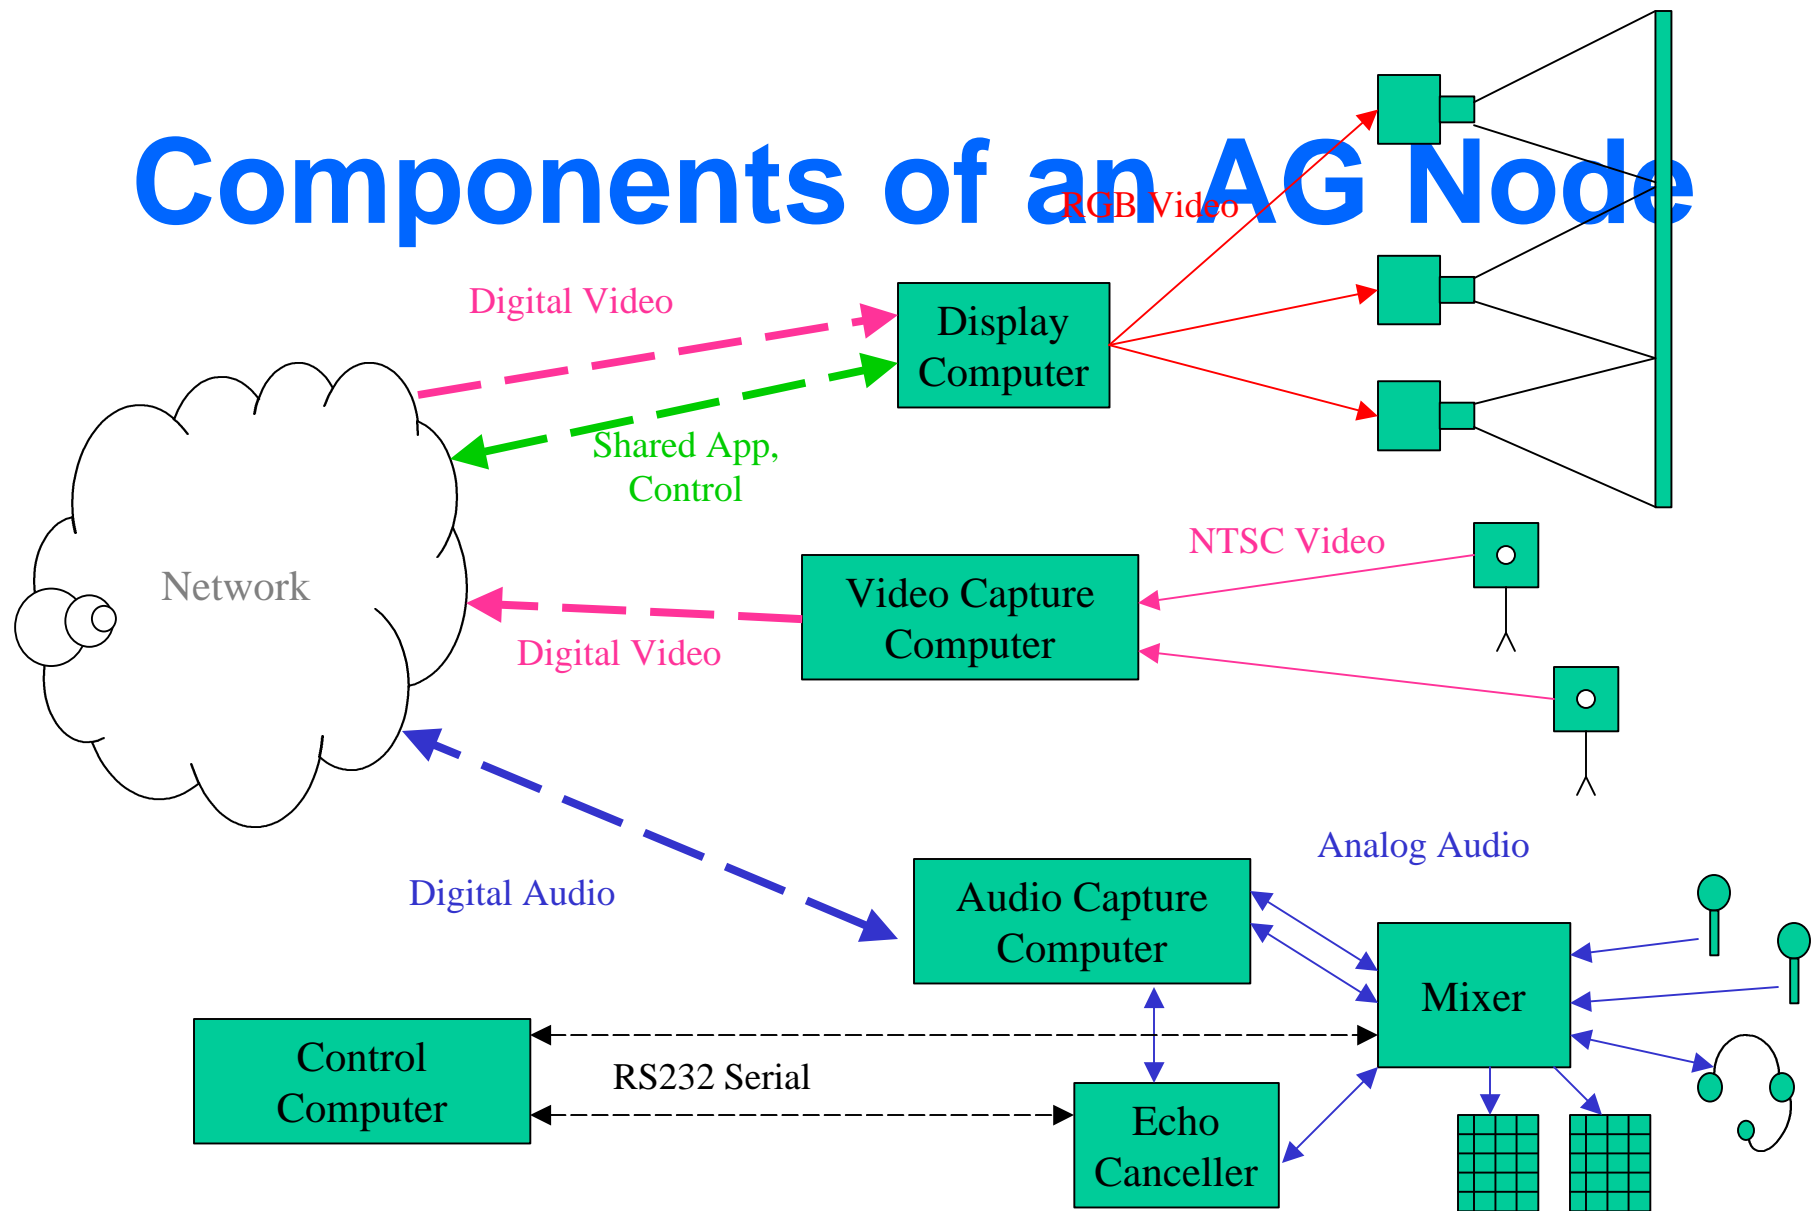 Components of an AG Node
RGB Video
Digital Video
Display
Computer
Shared App,
Control
NTSC Video
Network
Video Capture
Computer
Digital Video
Analog Audio
Digital Audio
Audio Capture
Computer
Mixer
Control
Computer
RS232 Serial
Echo
Canceller